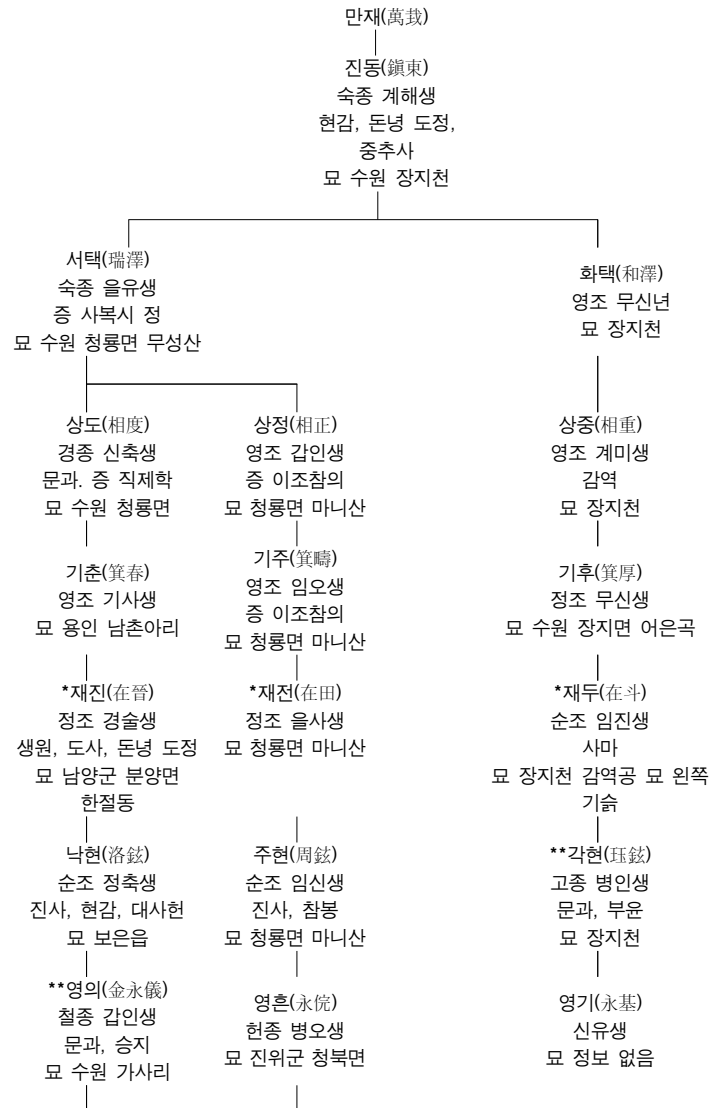 만재(萬栽)
진동(鎭東)
숙종 계해생
현감, 돈녕 도정,
중추사
묘 수원 장지천
서택(瑞澤)
숙종 을유생
증 사복시 정
묘 수원 청룡면 무성산
화택(和澤)
영조 무신년
묘 장지천
상도(相度)
경종 신축생
문과. 증 직제학
묘 수원 청룡면
상정(相正)
영조 갑인생
증 이조참의
묘 청룡면 마니산
상중(相重)
영조 계미생
감역
묘 장지천
기춘(箕春)
영조 기사생
묘 용인 남촌아리
기주(箕疇)
영조 임오생
증 이조참의
묘 청룡면 마니산
기후(箕厚)
정조 무신생
묘 수원 장지면 어은곡
*재진(在晉)
정조 경술생
생원, 도사, 돈녕 도정
묘 남양군 분양면
한절동
*재전(在田)
정조 을사생
묘 청룡면 마니산
*재두(在斗)
순조 임진생
사마
묘 장지천 감역공 묘 왼쪽
기슭
낙현(洛鉉)
순조 정축생
진사, 현감, 대사헌
묘 보은읍
주현(周鉉)
순조 임신생
진사, 참봉
묘 청룡면 마니산
**각현(珏鉉)
고종 병인생
문과, 부윤
묘 장지천
**영의(金永儀)
철종 갑인생
문과, 승지
묘 수원 가사리
영흔(永俒)
헌종 병오생
묘 진위군 청북면
영기(永基)
신유생
묘 정보 없음